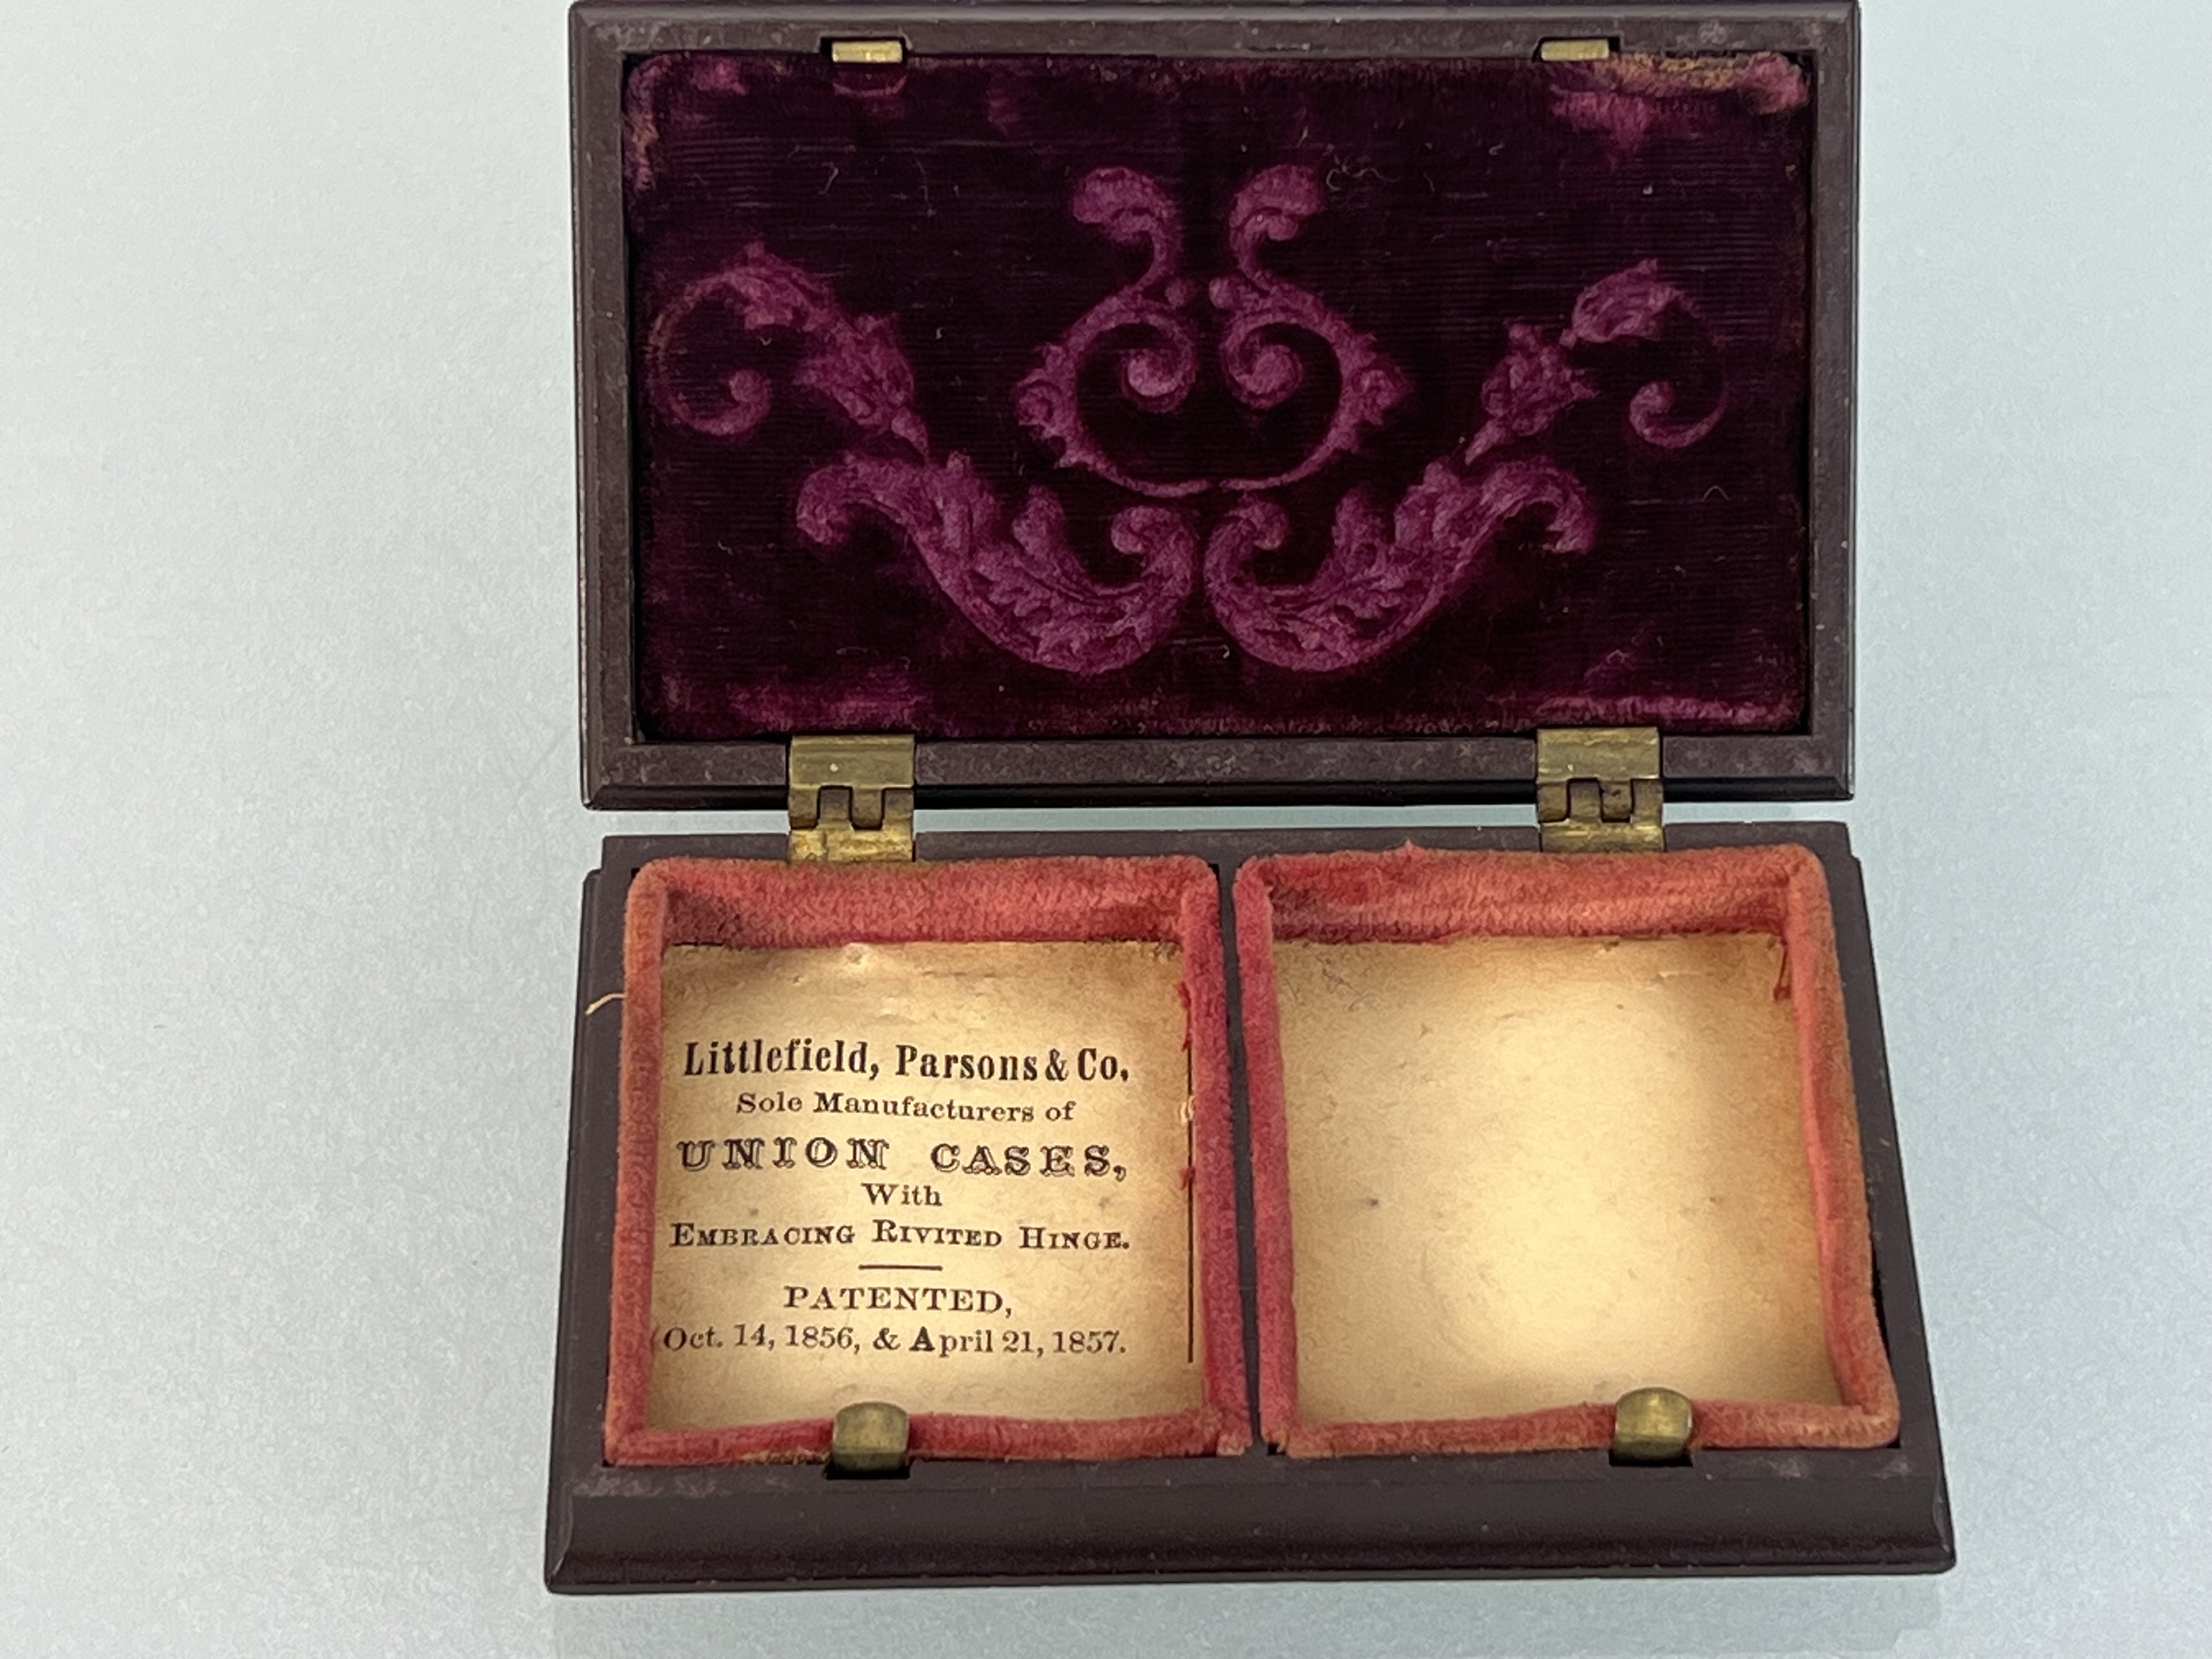 Littlefield, Parsons & Co.
Sole Manufacturers of
UNION CASES,
With
EMBRACING RIVITED HINGE.
PATENTED,
Oct. 14, 1856, & April 21, 1857.